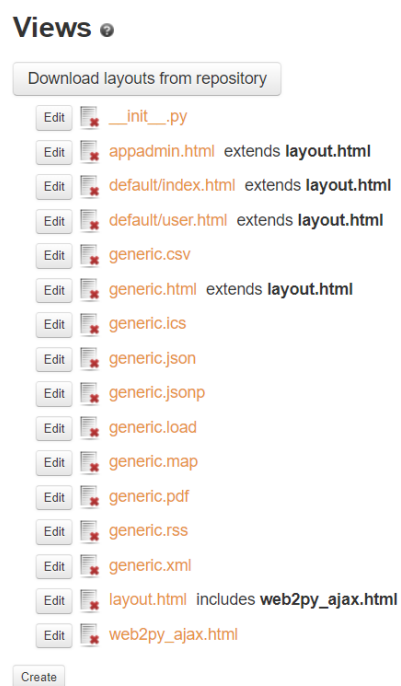 Views ?
Download layouts from repository
Edit __init__.py
Edit appadmin.html extends layout.html
Edit default/index.html extends layout.html
Edit default/user.html extends layout.html
Edit generic.csv
Edit generic.html extends layout.html
Edit generic.ics
Edit generic.json
Edit generic.jsonp
Edit generic.load
Edit generic.map
Edit generic.pdf
Edit generic.rss
Edit generic.xml
Edit layout.html includes web2py_ajax.html
Edit web2py_ajax.html
Create